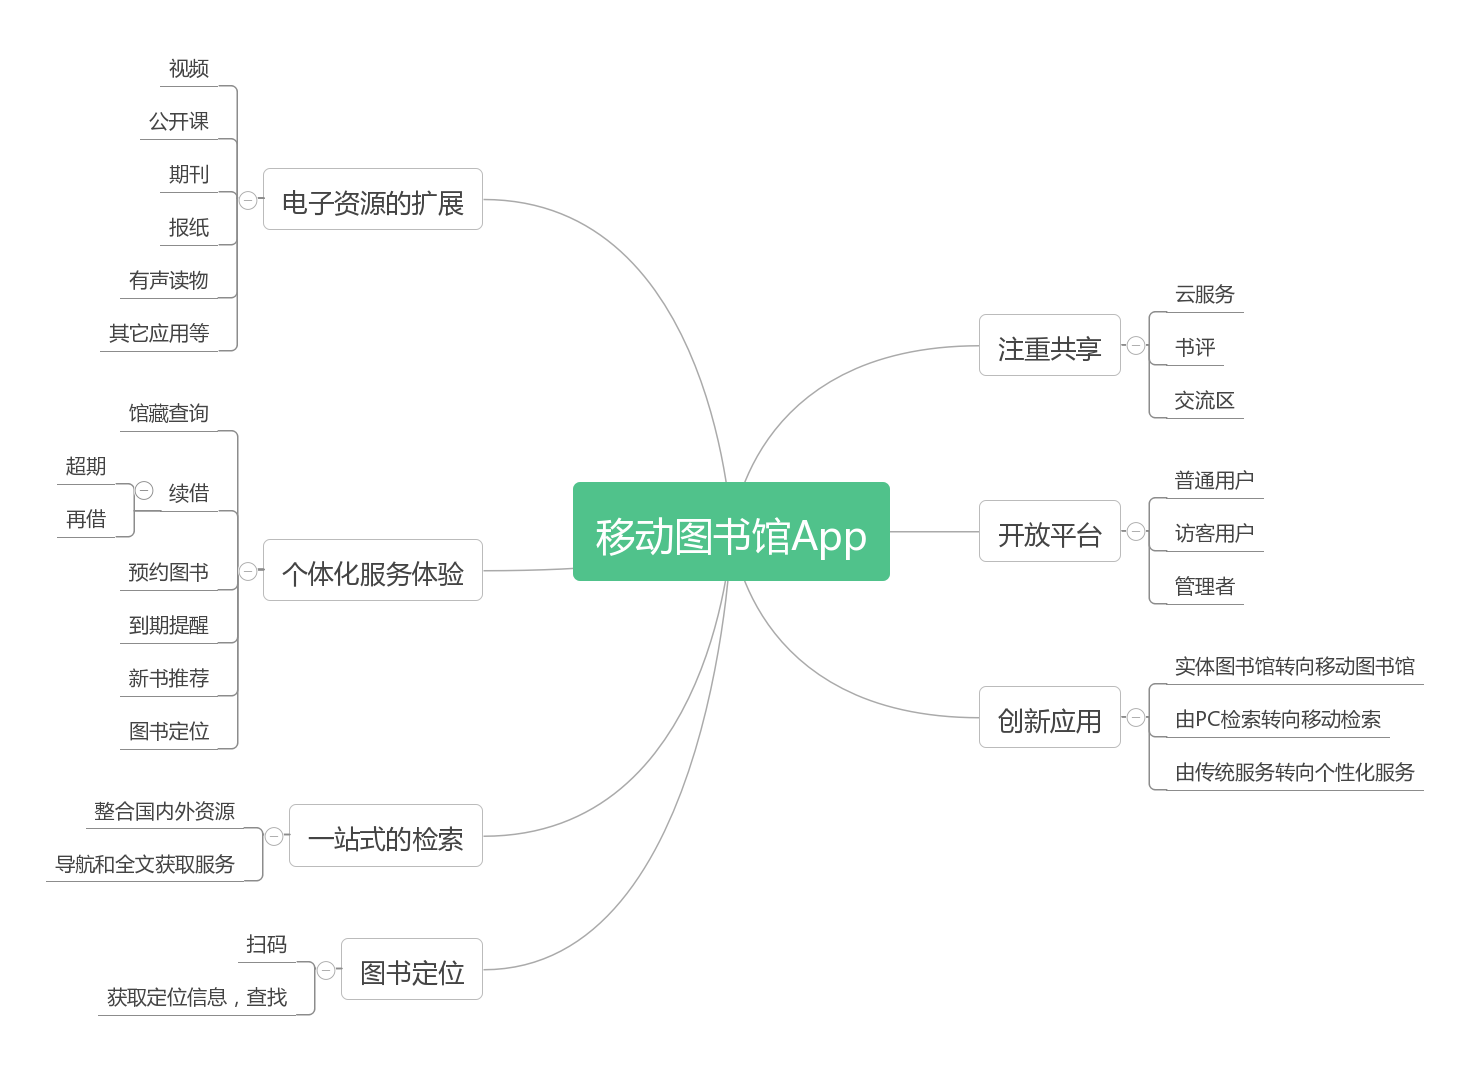 移动图书馆App
电子资源的扩展
视频
公开课
期刊
报纸
有声读物
其它应用等
个体化服务体验
馆藏查询
续借
超期
再借
预约图书
到期提醒
新书推荐
图书定位
一站式的检索
整合国内外资源
导航和全文获取服务
图书定位
扫码
获取定位信息，查找
注重共享
云服务
书评
交流区
开放平台
普通用户
访客用户
管理者
创新应用
实体图书馆转向移动图书馆
由PC检索转向移动检索
由传统服务转向个性化服务